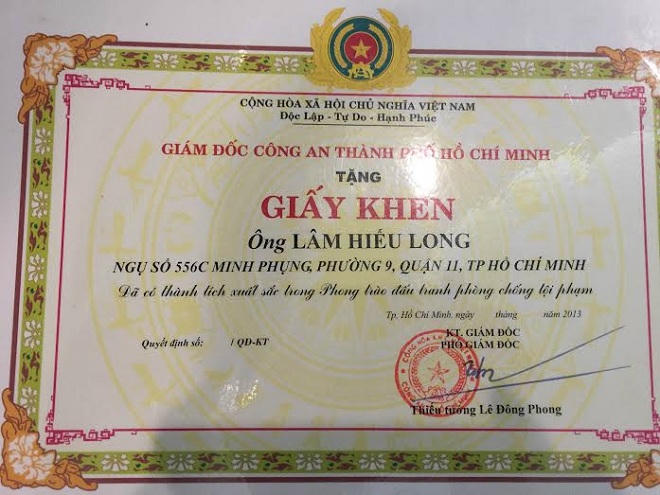 CỘNG HÒA XÃ HỘI CHỦ NGHĨA VIỆT NAM
Độc Lập - Tự Do - Hạnh Phúc
GIÁM ĐỐC CÔNG AN THÀNH PHỐ HỒ CHÍ MINH
TẶNG
GIẤY KHEN
Ông LÂM HIẾU LONG
NGỤ SỐ 556C MINH PHỤNG, PHƯỜNG 9, QUẬN 11, TP HỒ CHÍ MINH
Đã có thành tích xuất sắc trong Phong trào đấu tranh phòng chống tội phạm
Tp. Hồ Chí Minh, ngày tháng năm 2013
Quyết định số: / QĐ-KT
KT. GIÁM ĐỐC
PHÓ GIÁM ĐỐC
Thiếu tướng Lê Đông Phong